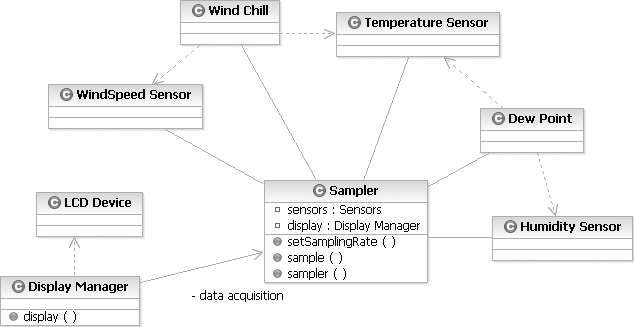 Wind Chill
Temperature Sensor
WindSpeed Sensor
Dew Point
Sampler
sensors : Sensors
display : Display Manager
setSamplingRate ( )
sample ( )
sampler ( )
LCD Device
Humidity Sensor
Display Manager
display ( )
- data acquisition